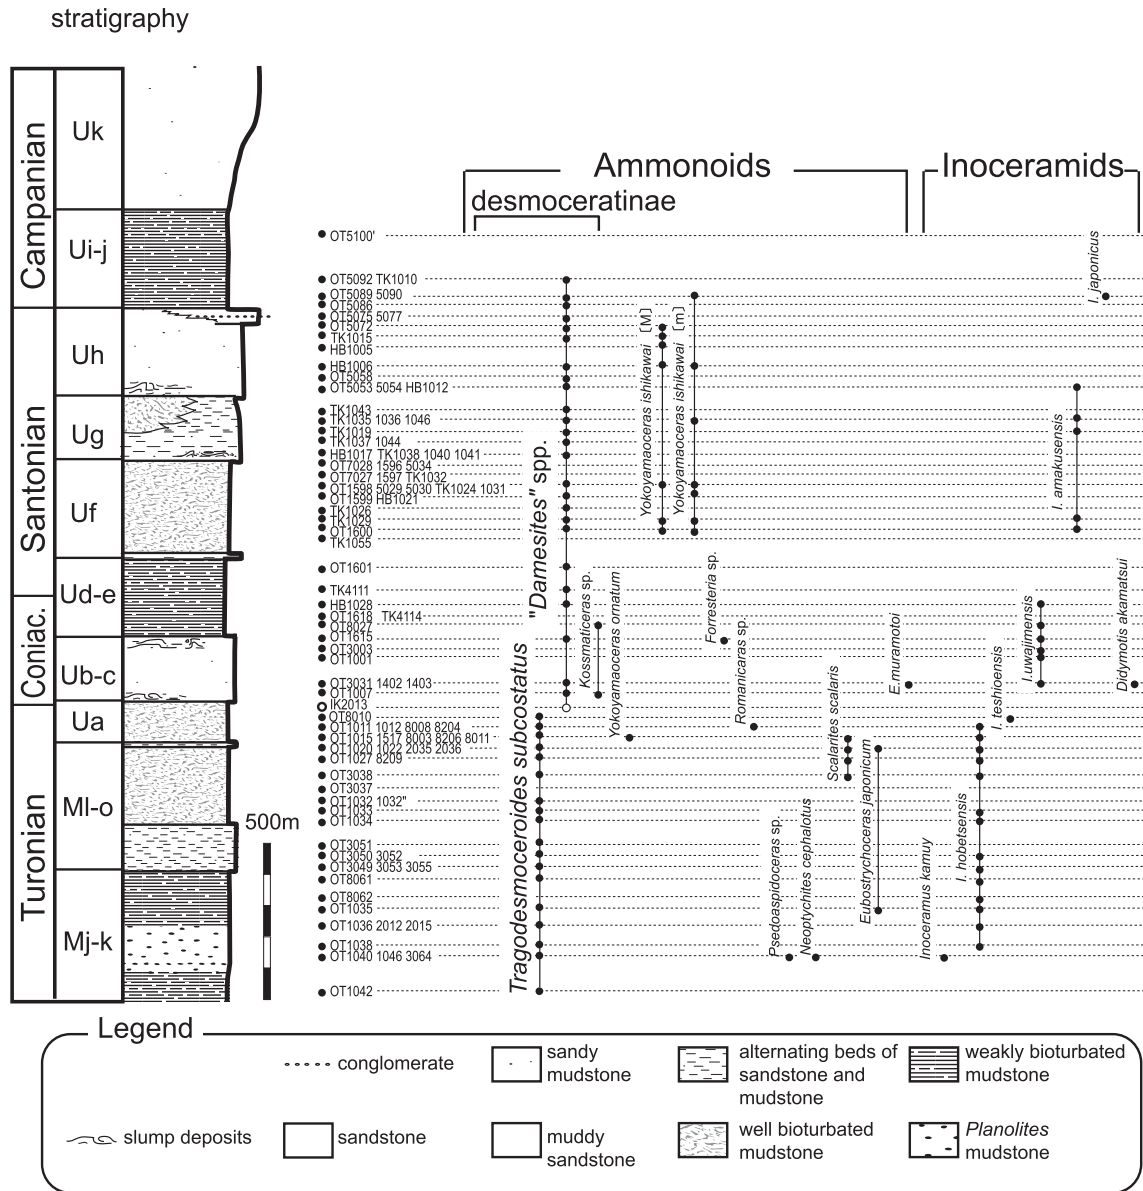 stratigraphy
Campanian
Santonian
Coniac.
Turonian
Uk
Ui-j
Uh
Ug
Uf
Ud-e
Ub-c
Ua
Ml-o
Mj-k
500m
Ammonoids
Inoceramids
desmoceratinae
OT5100'
OT5092 TK1010
OT5089 5090
OT5086
OT5075 5077
OT5072
TK1015
HB1005
HB1006
OT5058
OT5053 5054 HB1012
TK1043
TK1035 1036 1046
TK1019
TK1037 1044
HB1017 TK1038 1040 1041
OT7028 1596 5034
OT7027 1597 TK1032
OT1598 5029 5030 TK1024 1031
OT1599 HB1021
TK1026
TK1029
OT1600
TK1055
OT1601
TK4111
HB1028
OT1618 TK4114
OT8027
OT1615
OT3003
OT1001
OT3031 1402 1403
OT1007
IK2013
OT8010
OT1011 1012 8008 8204
OT1015 1517 8003 8206 8011
OT1020 1022 2035 2036
OT1027 8209
OT3038
OT3037
OT1032 1032"
OT1033
OT1034
OT3051
OT3050 3052
OT3049 3053 3055
OT8061
OT8062
OT1035
OT1036 2012 2015
OT1038
OT1040 1046 3064
OT1042
Tragodesmoceroides subcostatus
"Damesites" spp.
Kossmaticeras sp.
Yokoyamaoceras ornatum
Yokoyamaoceras ishikawai [M]
Yokoyamaoceras ishikawai [m]
Forresteria sp.
Romanicaras sp.
Psedoaspidoceras sp.
Neoptychites cephalotus
Scalarites scalaris
Eubostrychoceras japonicum
E.muramotoi
Inoceramus kamuy
I. hobetsensis
I. teshioensis
I.uwajimensis
I. amakusensis
I. japonicus
Didymotis akamatsui
Legend
conglomerate
sandy
mudstone
alternating beds of
sandstone and
mudstone
weakly bioturbated
mudstone
slump deposits
sandstone
muddy
sandstone
well bioturbated
mudstone
Planolites
mudstone